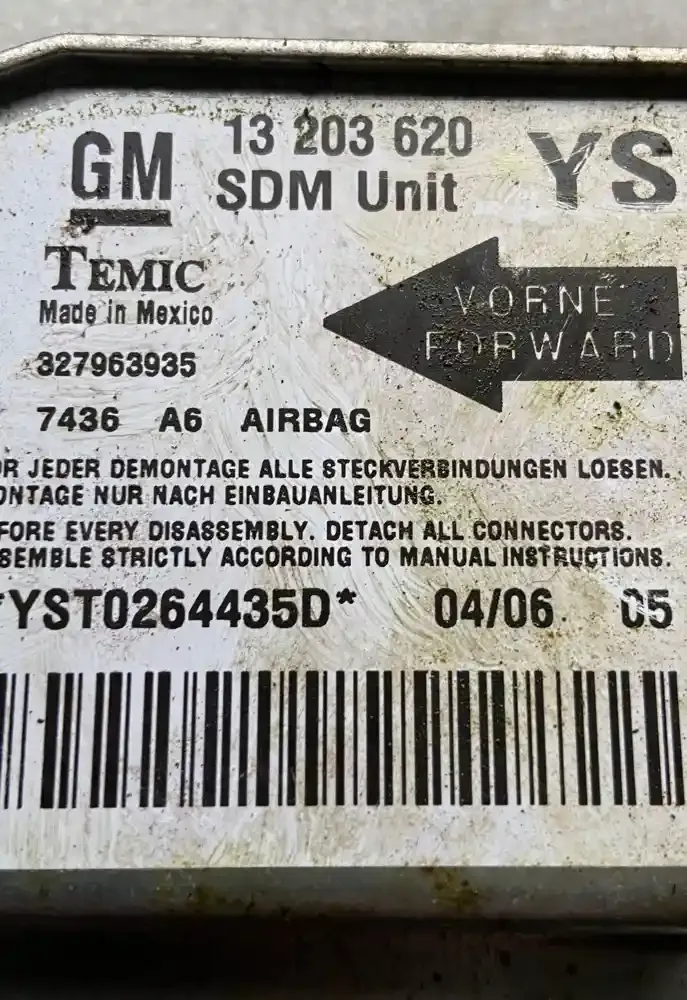 GM 13 203 620 YS
SDM Unit
TEMIC
Made in Mexico
VORNE
FORWARD
327963935
7436 A6 AIRBAG
OR JEDER DEMONTAGE ALLE STECKVERBINDUNGEN LOESEN.
ONTAGE NUR NACH EINBAUANLEITUNG.
FORE EVERY DISASSEMBLY. DETACH ALL CONNECTORS.
SEMBLE STRICTLY ACCORDING TO MANUAL INSTRUCTIONS.
*YST0264435D* 04/06 05